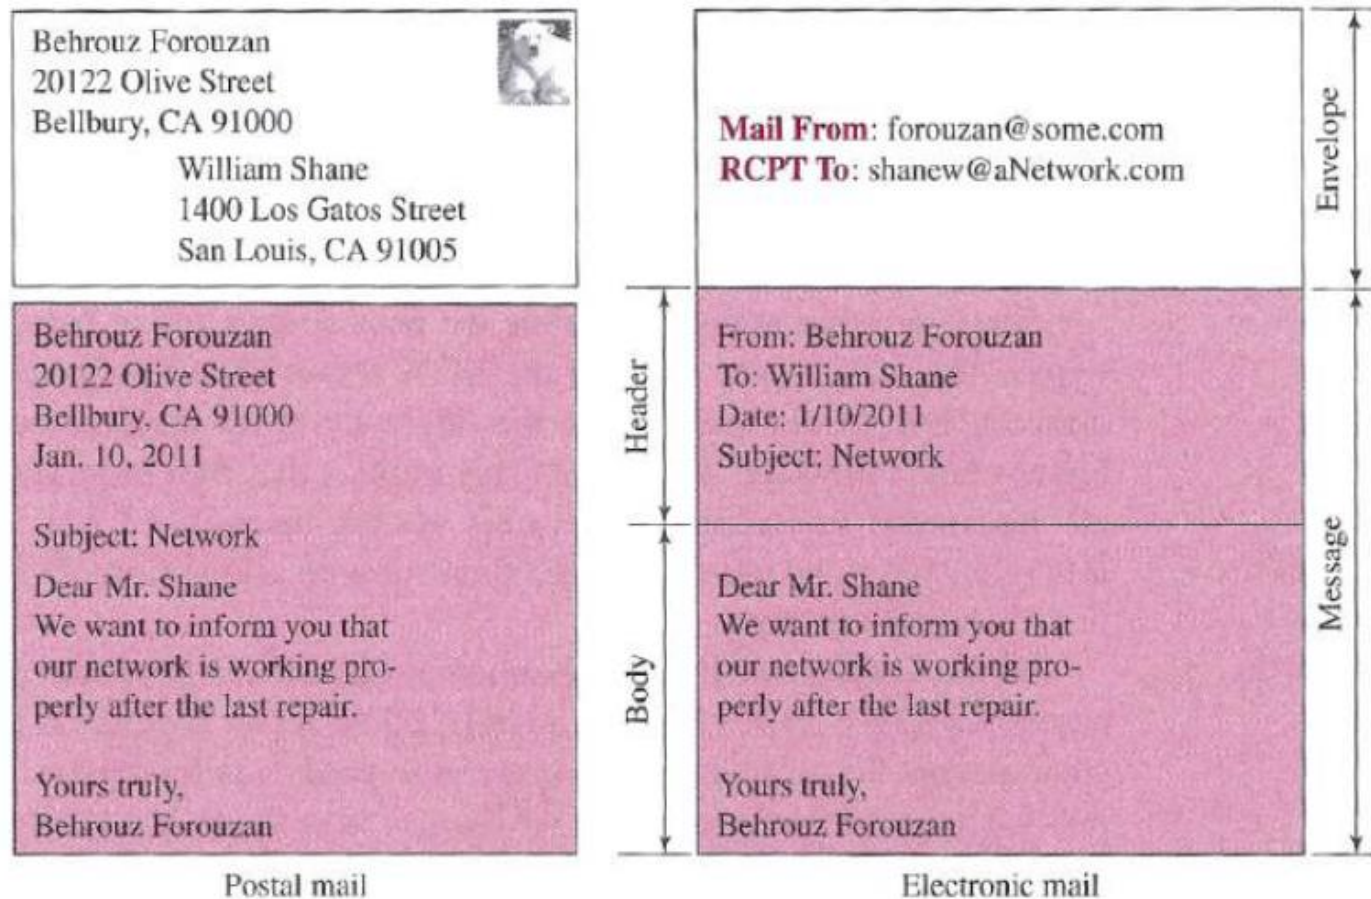 Behrouz Forouzan
20122 Olive Street
Bellbury, CA 91000
William Shane
1400 Los Gatos Street
San Louis, CA 91005
Behrouz Forouzan
20122 Olive Street
Bellbury, CA 91000
Jan. 10, 2011
Subject: Network
Dear Mr. Shane
We want to inform you that
our network is working pro-
perly after the last repair.
Yours truly,
Behrouz Forouzan
Postal mail
Header
Body
Mail From: forouzan@some.com
RCPT To: shanew@aNetwork.com
From: Behrouz Forouzan
To: William Shane
Date: 1/10/2011
Subject: Network
Dear Mr. Shane
We want to inform you that
our network is working pro-
perly after the last repair.
Yours truly,
Behrouz Forouzan
Electronic mail
Envelope
Message